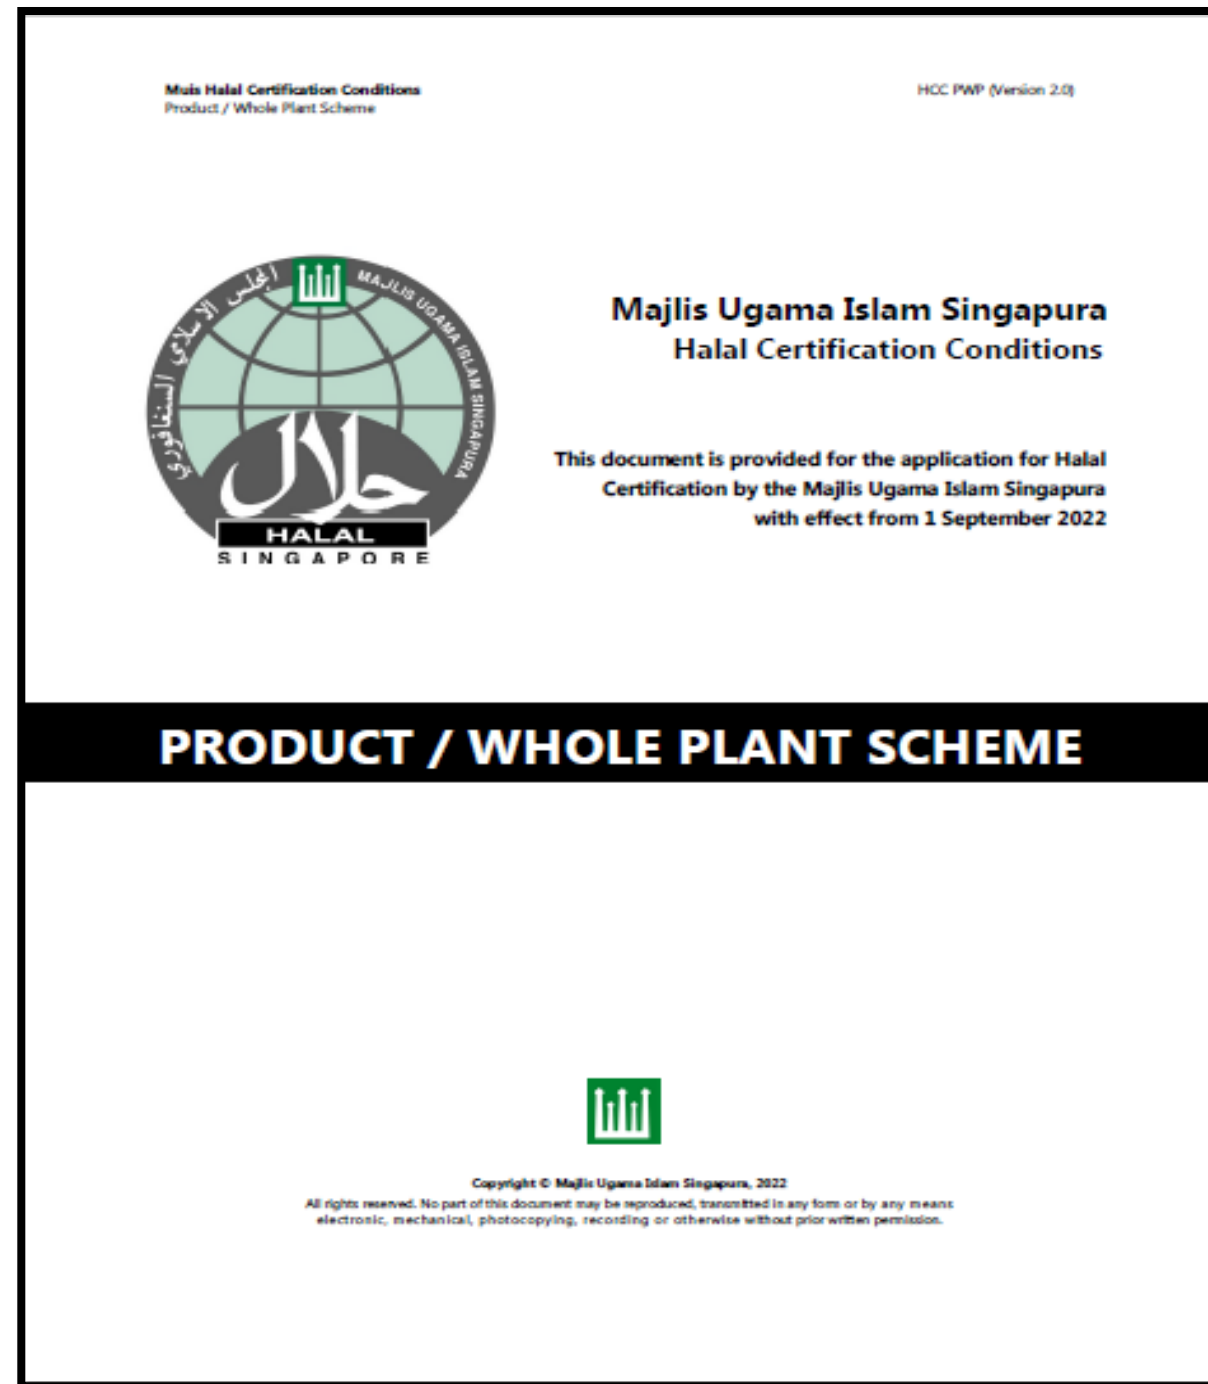 Muis Halal Certification Conditions
Product / Whole Plant Scheme
HCC PWP (Version 2.0)
المجلس الاسلامي السنغافوري
MAJLIS UGAMA ISLAM SINGAPURA
حلال
HALAL
SINGAPORE
Majlis Ugama Islam Singapura
Halal Certification Conditions
This document is provided for the application for Halal
Certification by the Majlis Ugama Islam Singapura
with effect from 1 September 2022
PRODUCT / WHOLE PLANT SCHEME
Copyright © Majlis Ugama Islam Singapura, 2022
All rights reserved. No part of this document may be reproduced, transmitted in any form or by any means
electronic, mechanical, photocopying, recording or otherwise without prior written permission.